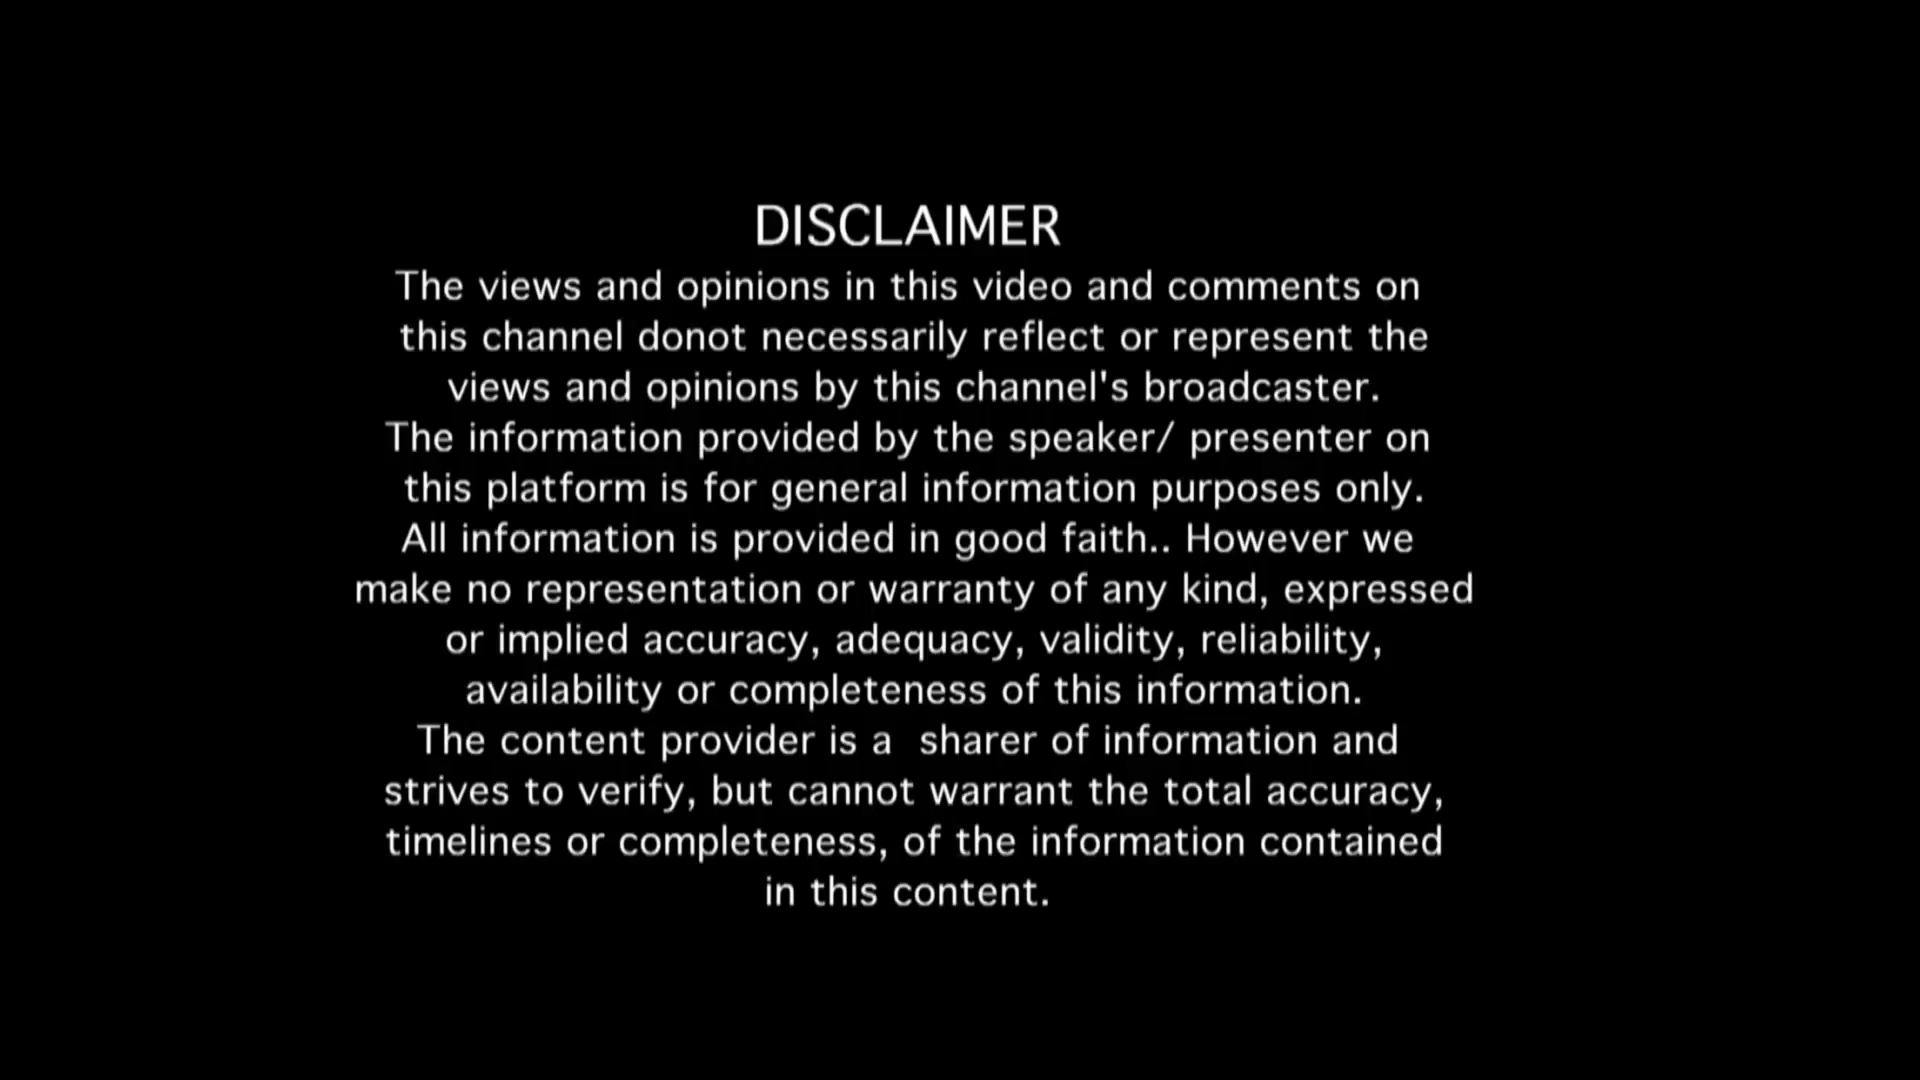 DISCLAIMER
The views and opinions in this video and comments on
this channel donot necessarily reflect or represent the
views and opinions by this channel's broadcaster.
The information provided by the speaker/ presenter on
this platform is for general information purposes only.
All information is provided in good faith.. However we
make no representation or warranty of any kind, expressed
or implied accuracy, adequacy, validity, reliability,
availability or completeness of this information.
The content provider is a  sharer of information and
strives to verify, but cannot warrant the total accuracy,
timelines or completeness, of the information contained
in this content.